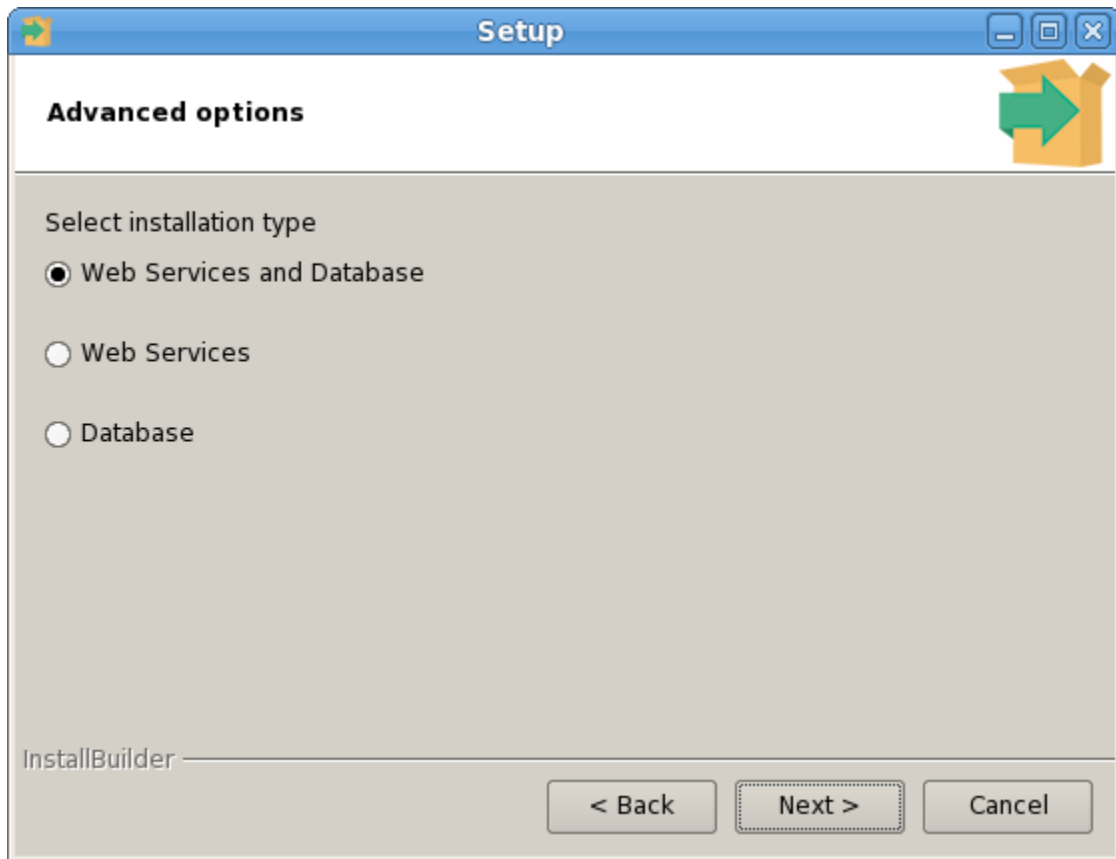 Setup
Advanced options
Select installation type
Web Services and Database
Web Services
Database
InstallBuilder
< Back Next > Cancel